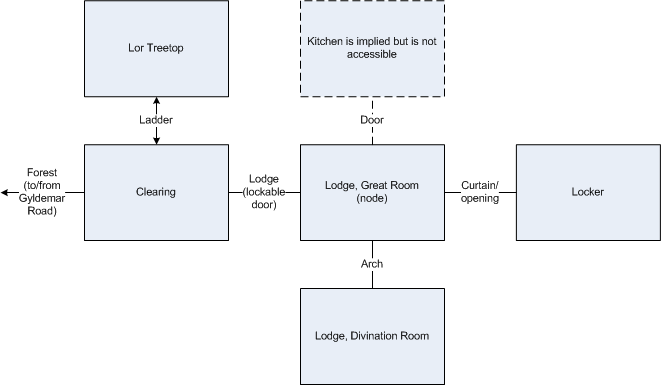 Lor Treetop
Kitchen is implied but is not
accessible
Ladder
Door
Forest
(to/from
Gyldemar
Road)
Clearing
Lodge
(lockable
door)
Lodge, Great Room
(node)
Curtain/
opening
Locker
Arch
Lodge, Divination Room